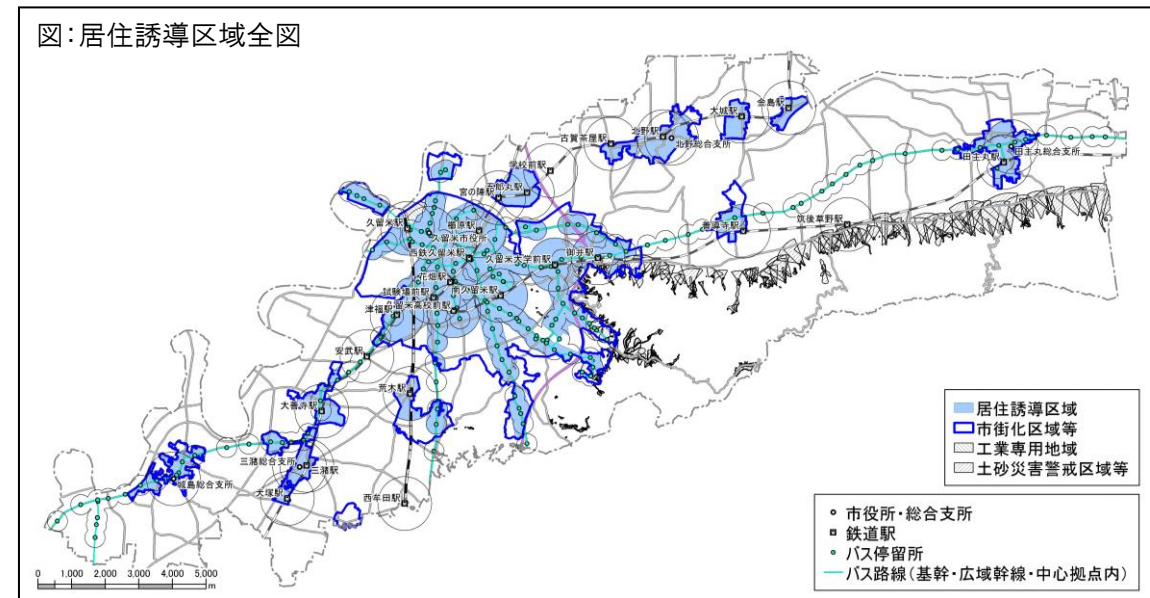 図：居住誘導区域全図
金島駅
大城駅
北野駅
古賀茶屋駅
北野総合支所
田主丸総合支所
田主丸駅
学校前駅
五郎丸駅
宮の陣駅
久留米駅
櫛原駅
久留米市役所
善導寺駅
筑後草野駅
西鉄久留米駅
久留米大学前駅
御井駅
花畑駅
試験場前駅
南久留米駅
久留米高校前駅
津福駅
安武駅
荒木駅
大善寺駅
三潴総合支所
三潴駅
城島総合支所
犬塚駅
西牟田駅
居住誘導区域
市街化区域等
工業専用地域
土砂災害警戒区域等
市役所・総合支所
鉄道駅
バス停留所
バス路線（基幹・広域幹線・中心拠点内）
0 1,000 2,000 3,000 4,000 5,000
m